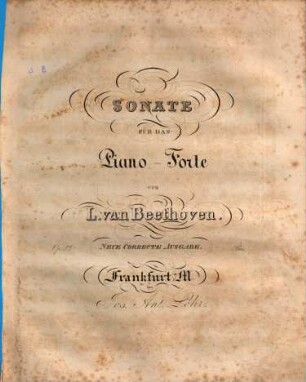 SONATE
FÜR DAS
Piano - Forte
VON
L. van Beethoven.
NEUE CORRECTE AUSGABE.
Frankfurt a/M